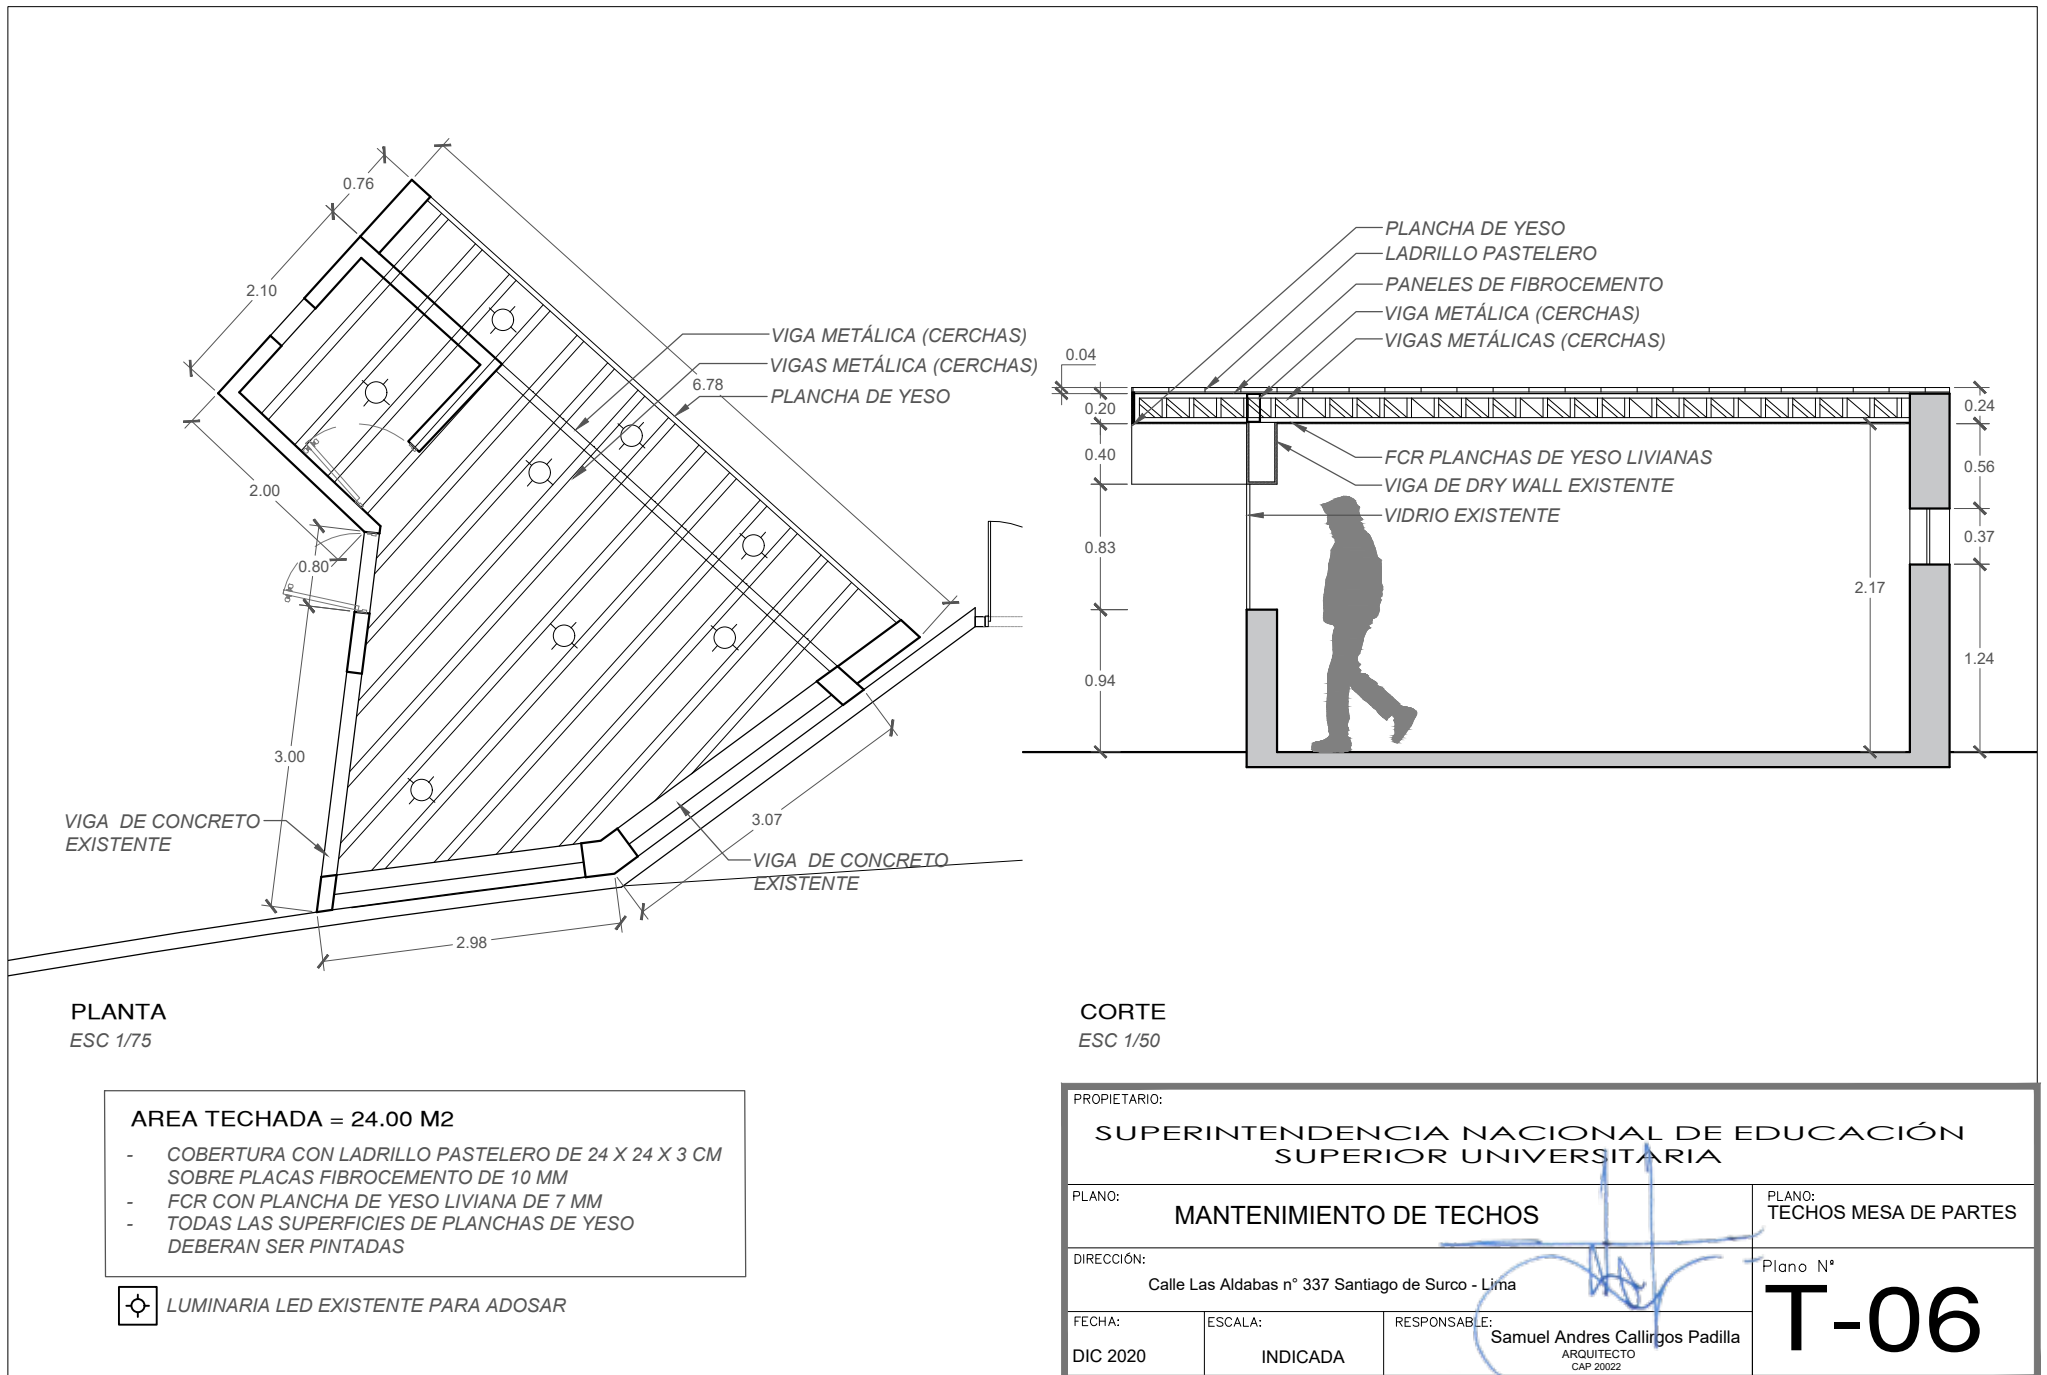 0.76
2.10
2.00
0.80
3.00
6.78
3.07
2.98
VIGA METÁLICA (CERCHAS)
VIGAS METÁLICA (CERCHAS)
PLANCHA DE YESO
VIGA DE CONCRETO
EXISTENTE
VIGA DE CONCRETO
EXISTENTE
PLANTA
ESC 1/75
PLANCHA DE YESO
LADRILLO PASTELERO
PANELES DE FIBROCEMENTO
VIGA METÁLICA (CERCHAS)
VIGAS METÁLICAS (CERCHAS)
0.04
0.20
0.40
0.83
0.94
FCR PLANCHAS DE YESO LIVIANAS
VIGA DE DRY WALL EXISTENTE
VIDRIO EXISTENTE
2.17
0.24
0.56
0.37
1.24
CORTE
ESC 1/50
AREA TECHADA = 24.00 M2
- COBERTURA CON LADRILLO PASTELERO DE 24 X 24 X 3 CM
SOBRE PLACAS FIBROCEMENTO DE 10 MM
- FCR CON PLANCHA DE YESO LIVIANA DE 7 MM
- TODAS LAS SUPERFICIES DE PLANCHAS DE YESO
DEBERAN SER PINTADAS
LUMINARIA LED EXISTENTE PARA ADOSAR
PROPIETARIO:
SUPERINTENDENCIA NACIONAL DE EDUCACIÓN
SUPERIOR UNIVERSITARIA
PLANO:
MANTENIMIENTO DE TECHOS
PLANO:
TECHOS MESA DE PARTES
DIRECCIÓN:
Calle Las Aldabas n° 337 Santiago de Surco - Lima
Plano N°
T-06
FECHA:
DIC 2020
ESCALA:
INDICADA
RESPONSABLE:
Samuel Andres Callirgos Padilla
ARQUITECTO
CAP 20022